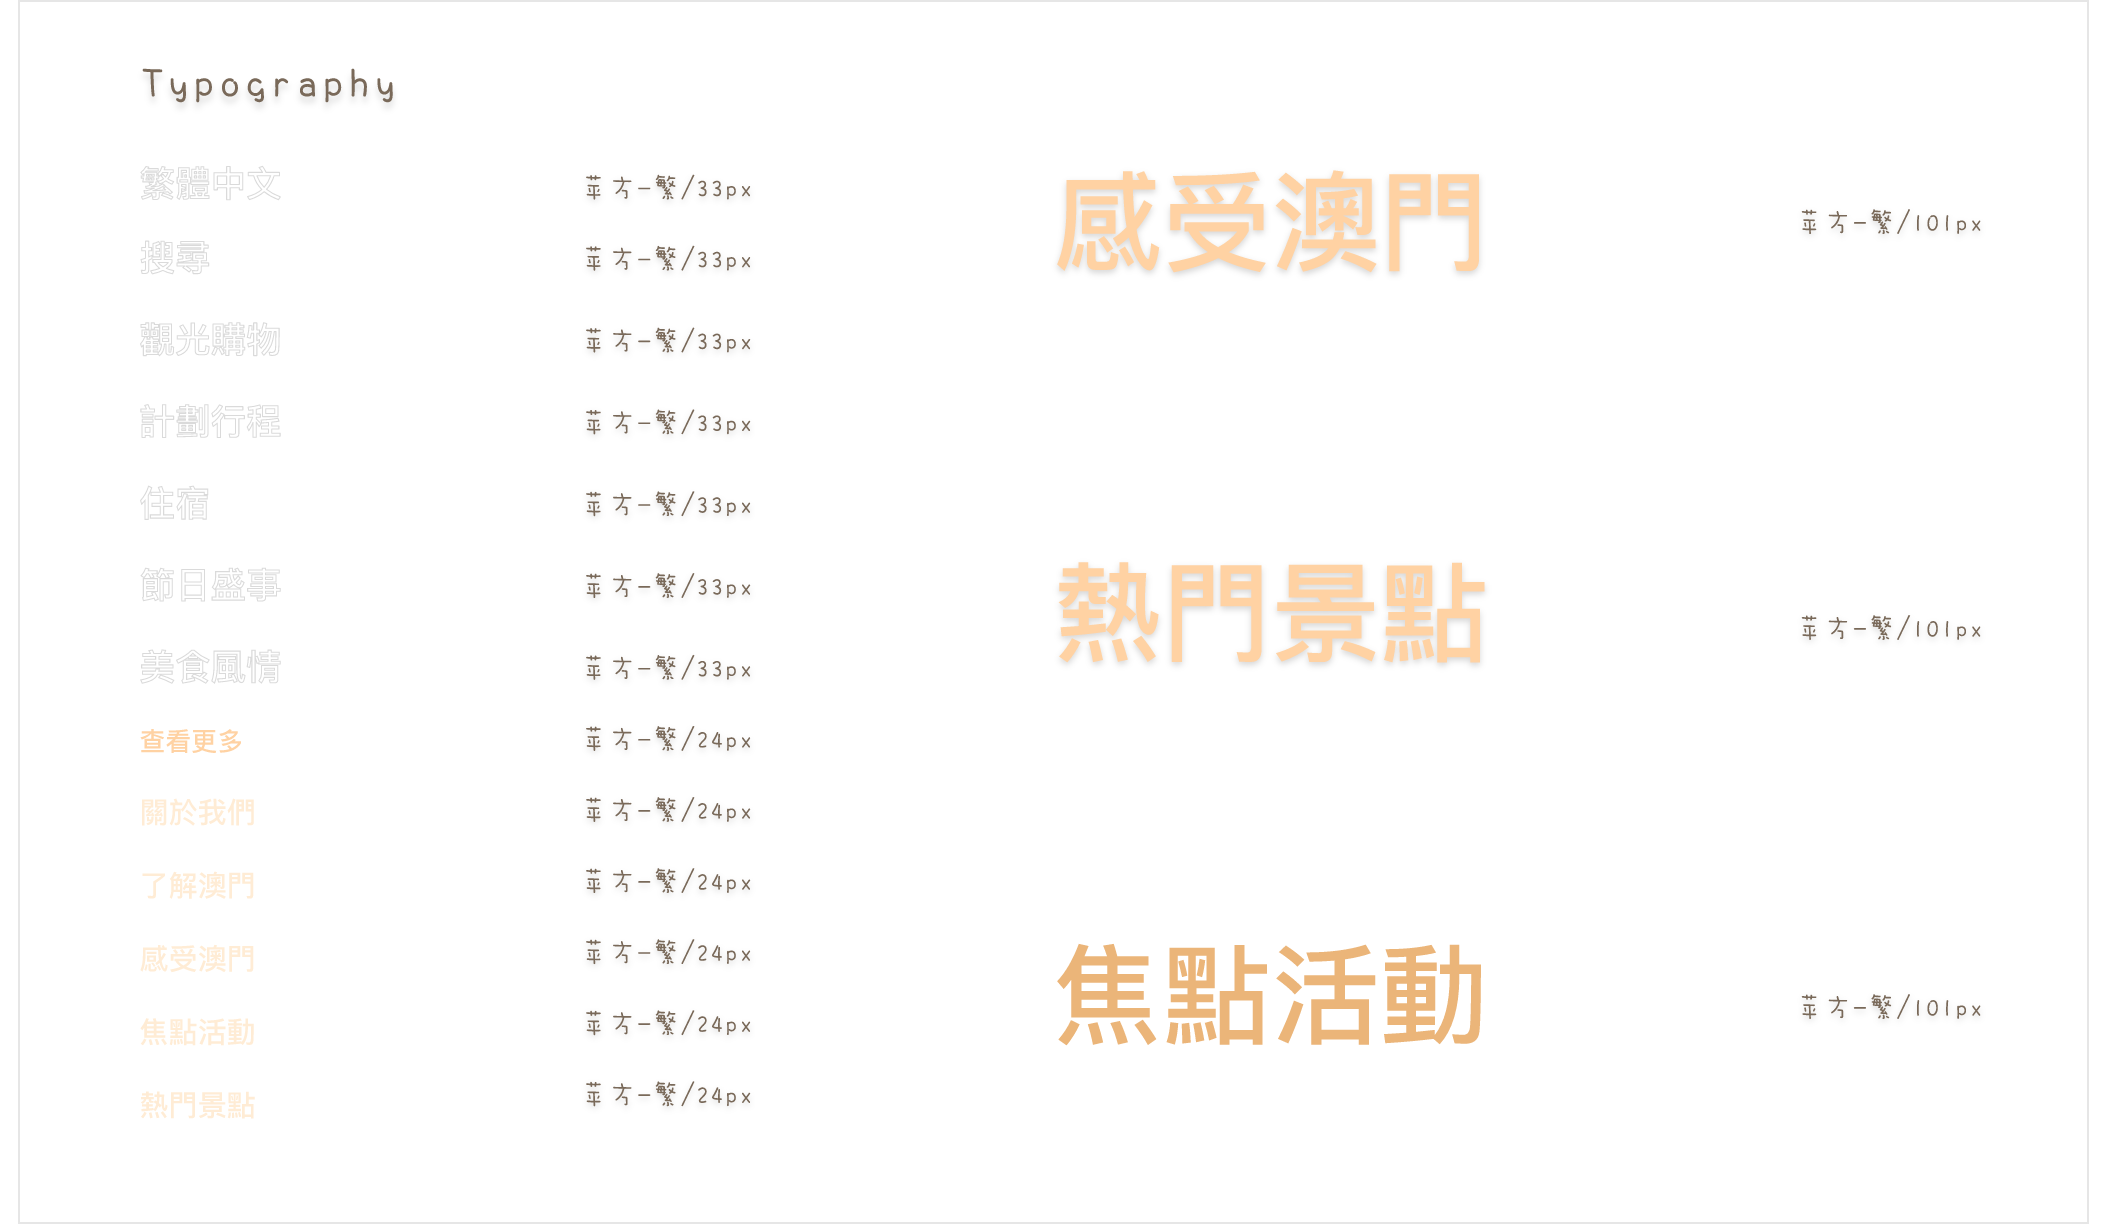 Typography
繁體中文 苹方-繁/33px
搜尋 苹方-繁/33px
觀光購物 苹方-繁/33px
計劃行程 苹方-繁/33px
住宿 苹方-繁/33px
節日盛事 苹方-繁/33px
美食風情 苹方-繁/33px
查看更多 苹方-繁/24px
關於我們 苹方-繁/24px
了解澳門 苹方-繁/24px
感受澳門 苹方-繁/24px
焦點活動 苹方-繁/24px
熱門景點 苹方-繁/24px
感受澳門 苹方-繁/101px
熱門景點 苹方-繁/101px
焦點活動 苹方-繁/101px